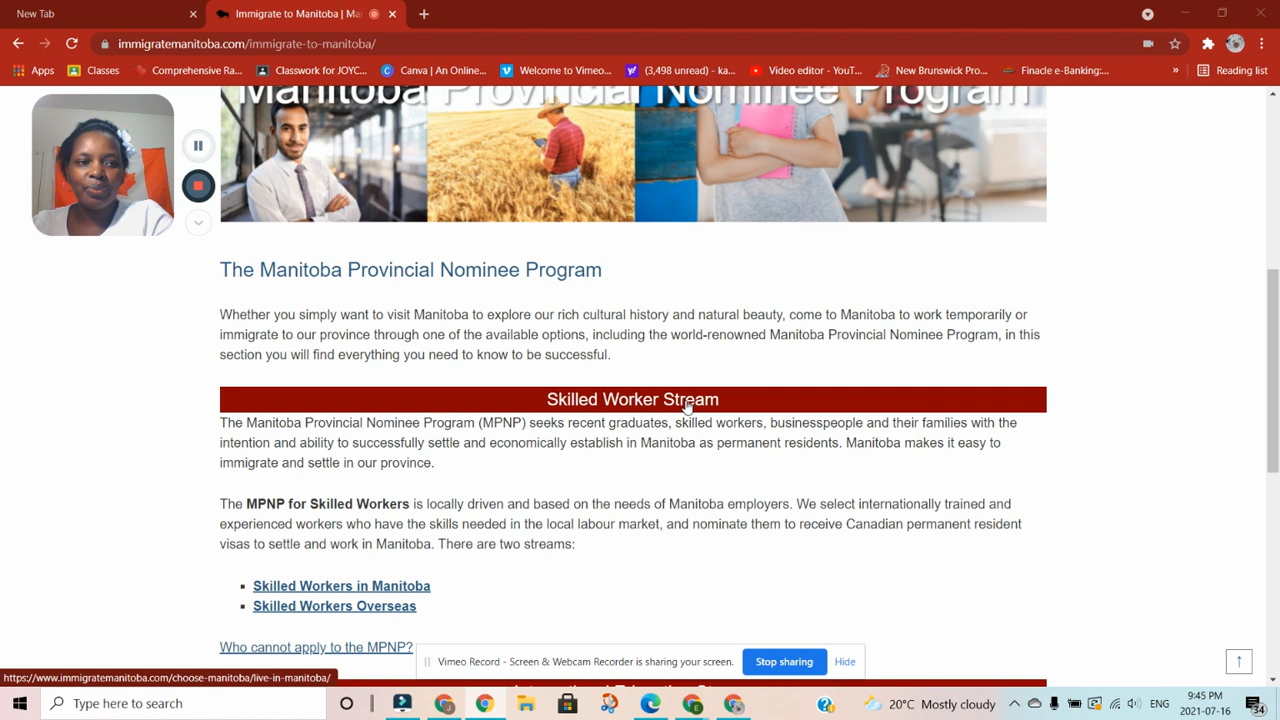 New Tab
Immigrate to Manitoba | Ma
immigratemanitoba.com/immigrate-to-manitoba/
Apps
Classes
Comprehensive Ra...
Classwork for JOYC...
Canva | An Online...
Welcome to Vimeo...
(3,498 unread) - ka...
Video editor - YouT...
New Brunswick Pro...
Finacle e-Banking:...
»
Reading list
Manitoba Provincial Nominee Program
The Manitoba Provincial Nominee Program
Whether you simply want to visit Manitoba to explore our rich cultural history and natural beauty, come to Manitoba to work temporarily or
immigrate to our province through one of the available options, including the world-renowned Manitoba Provincial Nominee Program, in this
section you will find everything you need to know to be successful.
Skilled Worker Stream
The Manitoba Provincial Nominee Program (MPNP) seeks recent graduates, skilled workers, businesspeople and their families with the
intention and ability to successfully settle and economically establish in Manitoba as permanent residents. Manitoba makes it easy to
immigrate and settle in our province.
The MPNP for Skilled Workers is locally driven and based on the needs of Manitoba employers. We select internationally trained and
experienced workers who have the skills needed in the local labour market, and nominate them to receive Canadian permanent resident
visas to settle and work in Manitoba. There are two streams:
Skilled Workers in Manitoba
Skilled Workers Overseas
Who cannot apply to the MPNP?
Vimeo Record - Screen & Webcam Recorder is sharing your screen.
Stop sharing
Hide
https://www.immigratemanitoba.com/choose-manitoba/live-in-manitoba/
Type here to search
20°C Mostly cloudy
ENG
9:45 PM
2021-07-16
34